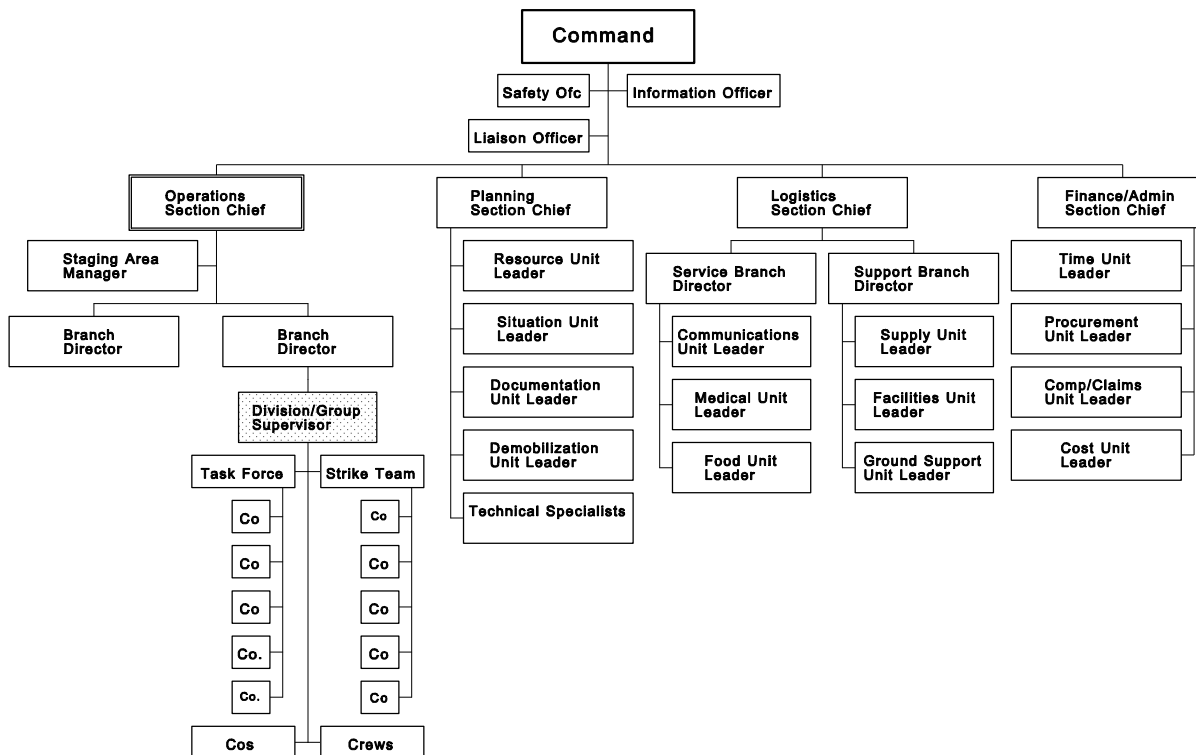 Command
Safety Ofc
Information Officer
Liaison Officer
Operations
Section Chief
Planning
Section Chief
Logistics
Section Chief
Finance/Admin
Section Chief
Staging Area
Manager
Branch
Director
Branch
Director
Division/Group
Supervisor
Task Force
Strike Team
Co
Co
Co
Co.
Co.
Co
Co
Co
Co
Co
Cos
Crews
Resource Unit
Leader
Situation Unit
Leader
Documentation
Unit Leader
Demobilization
Unit Leader
Technical Specialists
Service Branch
Director
Communications
Unit Leader
Medical Unit
Leader
Food Unit
Leader
Support Branch
Director
Supply Unit
Leader
Facilities Unit
Leader
Ground Support
Unit Leader
Time Unit
Leader
Procurement
Unit Leader
Comp/Claims
Unit Leader
Cost Unit
Leader